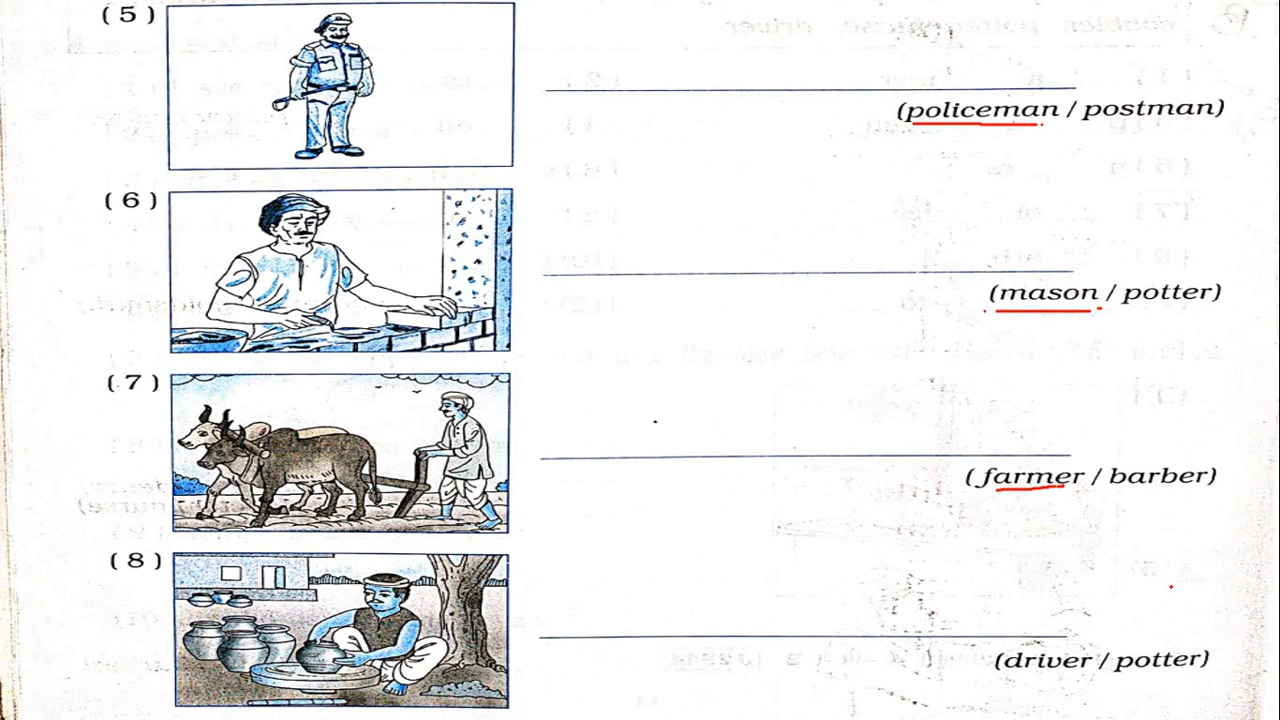 (5)
(policeman / postman)
(6)
(mason / potter)
(7)
(farmer / barber)
(8)
(driver / potter)